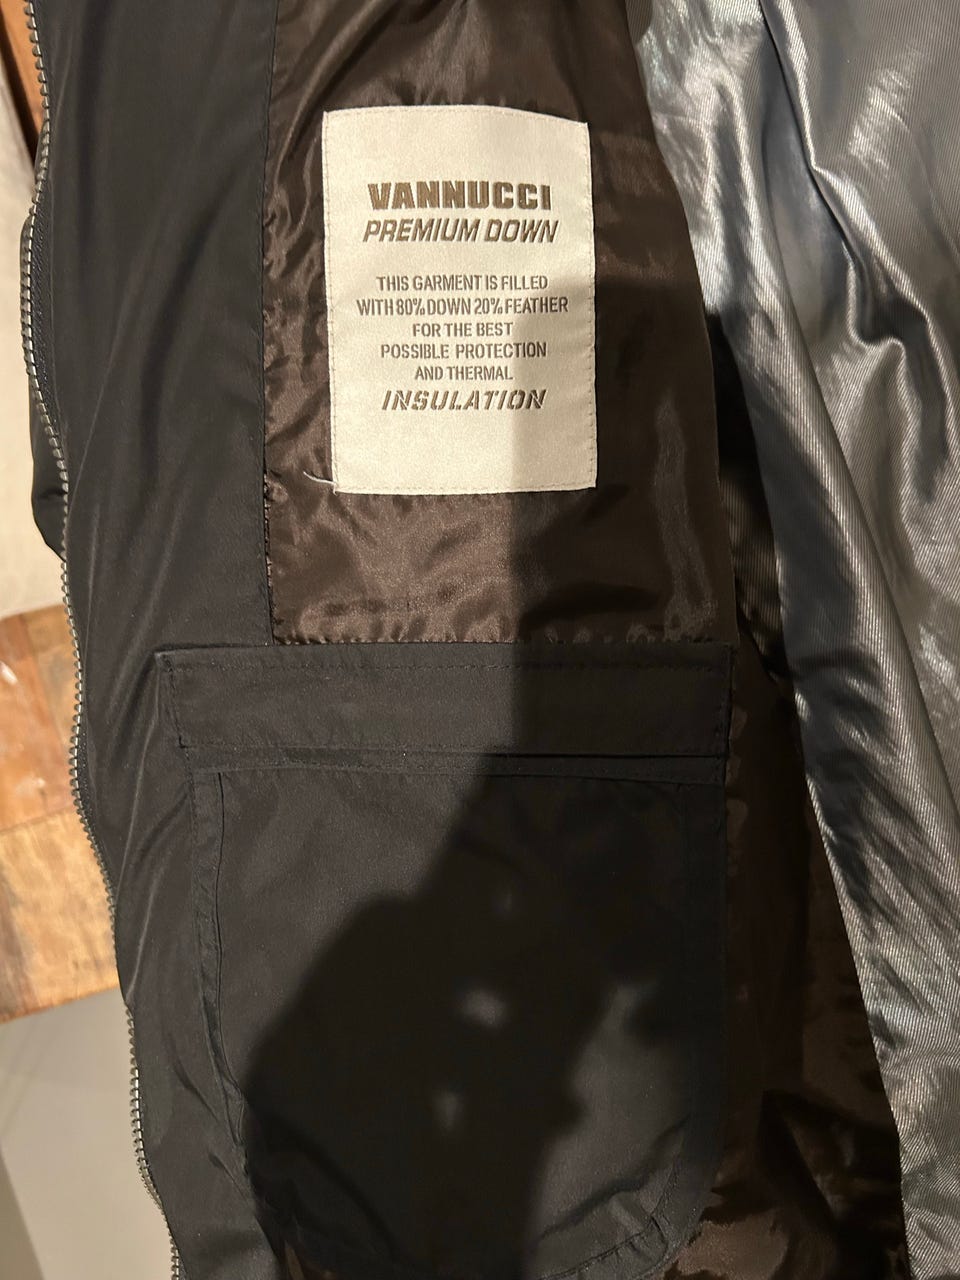 VANNUCCI
PREMIUM DOWN
THIS GARMENT IS FILLED
WITH 80% DOWN 20% FEATHER
FOR THE BEST
POSSIBLE PROTECTION
AND THERMAL
INSULATION